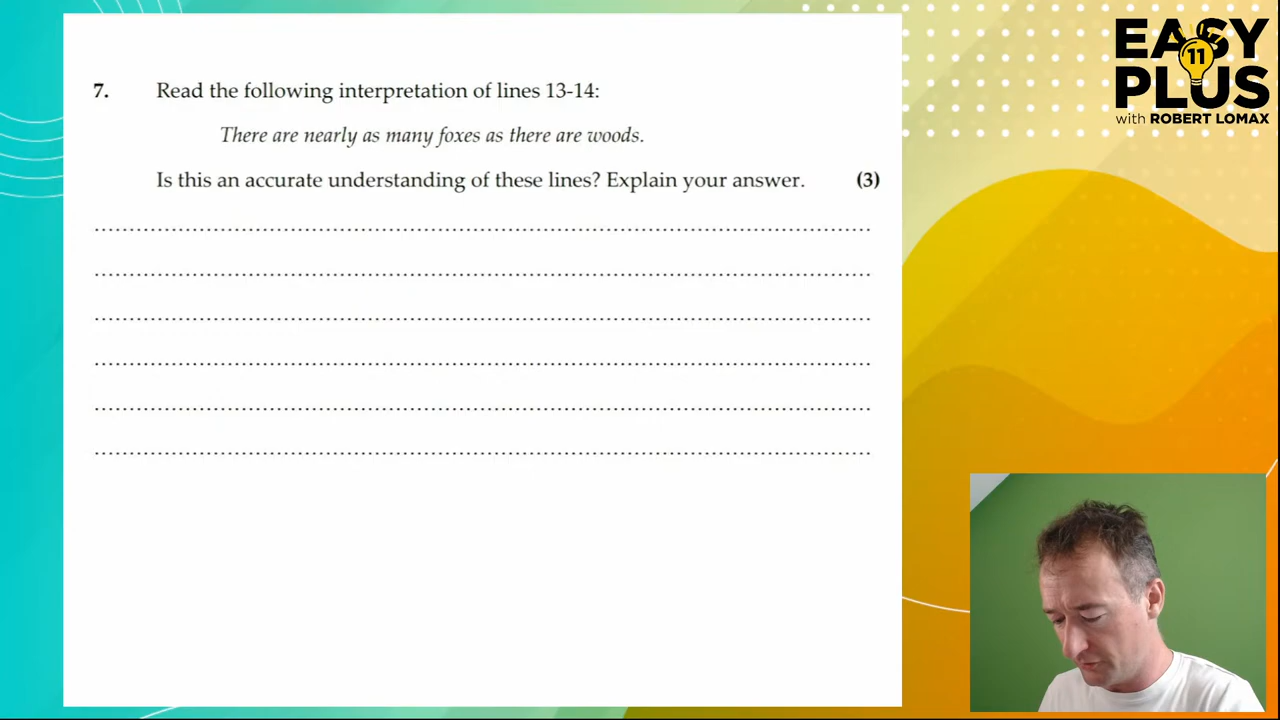 7. Read the following interpretation of lines 13-14:
There are nearly as many foxes as there are woods.
Is this an accurate understanding of these lines? Explain your answer. (3)
EASY
11
PLUS
with ROBERT LOMAX